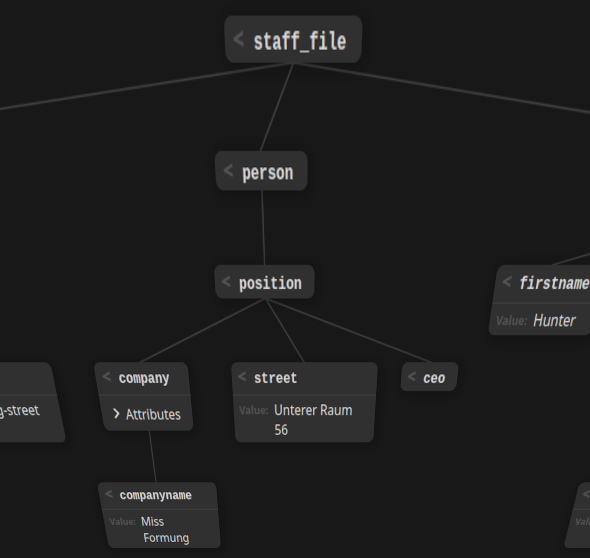 < staff_file
< person
< position
< firstname
Value: Hunter
g-street
< company
> Attributes
< street
Value: Unterer Raum
56
< ceo
< companyname
Value: Miss
Formung
<